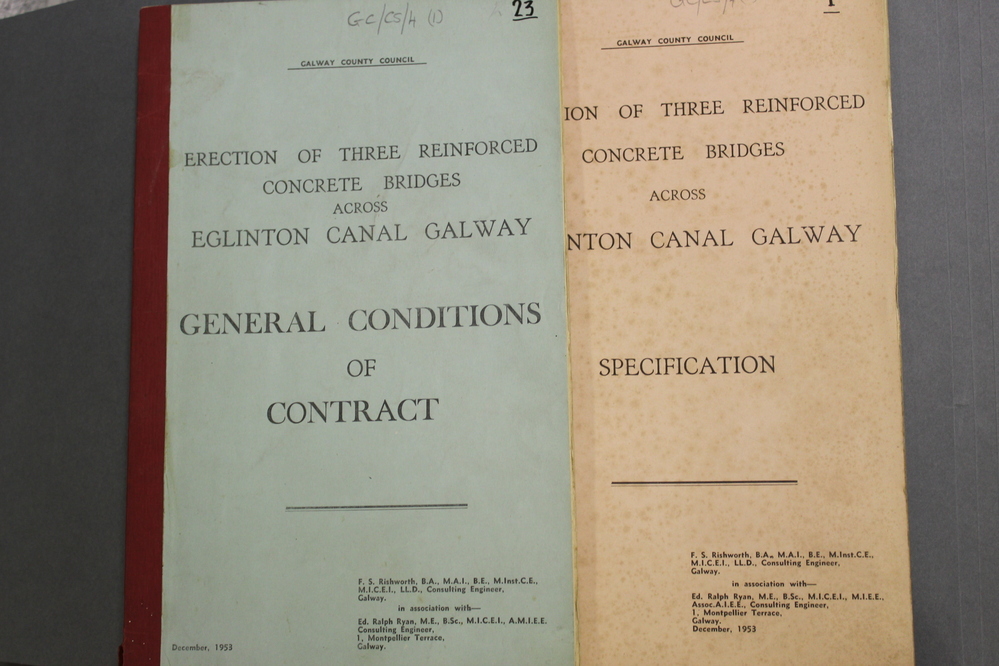 GC/CS/4 (1)
23
GALWAY COUNTY COUNCIL
ERECTION OF THREE REINFORCED
CONCRETE BRIDGES
ACROSS
EGLINTON CANAL GALWAY
GENERAL CONDITIONS
OF
CONTRACT
F. S. Rishworth, B.A., M.A.I., B.E., M.Inst.C.E.,
M.I.C.E.I., LL.D., Consulting Engineer,
Galway.
in association with—
Ed. Ralph Ryan, M.E., B.Sc., M.I.C.E.I., A.M.I.E.E.
Consulting Engineer,
1, Montpellier Terrace,
Galway.
December, 1953
1
GALWAY COUNTY COUNCIL
ION OF THREE REINFORCED
CONCRETE BRIDGES
ACROSS
NTON CANAL GALWAY
SPECIFICATION
F. S. Rishworth, B.A., M.A.I., B.E., M.Inst.C.E.,
M.I.C.E.I., LL.D., Consulting Engineer,
Galway.
in association with—
Ed. Ralph Ryan, M.E., B.Sc., M.I.C.E.I., M.I.E.E.,
Assoc.A.I.E.E., Consulting Engineer,
1, Montpellier Terrace,
Galway.
December, 1953